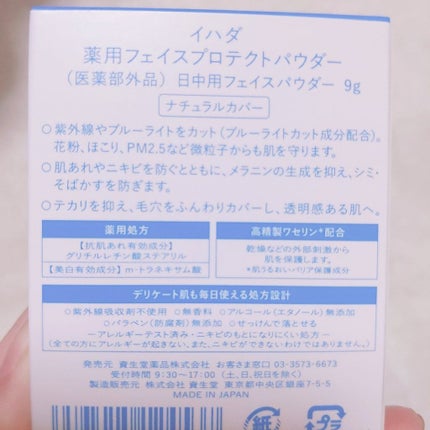 イハダ
薬用フェイスプロテクトパウダー
（医薬部外品）日中用フェイスパウダー 9g
ナチュラルカバー
○紫外線やブルーライトをカット（ブルーライトカット成分配合）。
花粉、ほこり、PM2.5など微粒子からも肌を守ります。
○肌あれやニキビを防ぐとともに、メラニンの生成を抑え、シミ・
そばかすを防ぎます。
○テカリを抑え、毛穴をふんわりカバーし、透明感ある肌へ。
薬用処方
【抗肌あれ有効成分】
グリチルレチン酸ステアリル
【美白有効成分】m-トラネキサム酸
高精製ワセリン*配合
乾燥などの外部刺激から
肌を保護します。
*肌うるおいバリア保護成分
デリケート肌も毎日使える処方設計
○紫外線吸収剤不使用 ○無香料 ○アルコール（エタノール）無添加
○パラベン（防腐剤）無添加 ○せっけんで落とせる
―アレルギーテスト済み・ニキビのもとになりにくい処方―
（全ての方にアレルギーが起きない、また、ニキビができないわけではありません。）
発売元 資生堂薬品株式会社 お客さま窓口 03-3573-6673
受付時間 9:30～17:00（土、日、祝日を除く）
製造販売元 株式会社 資生堂 東京都中央区銀座7-5-5
MADE IN JAPAN
紙
プラ